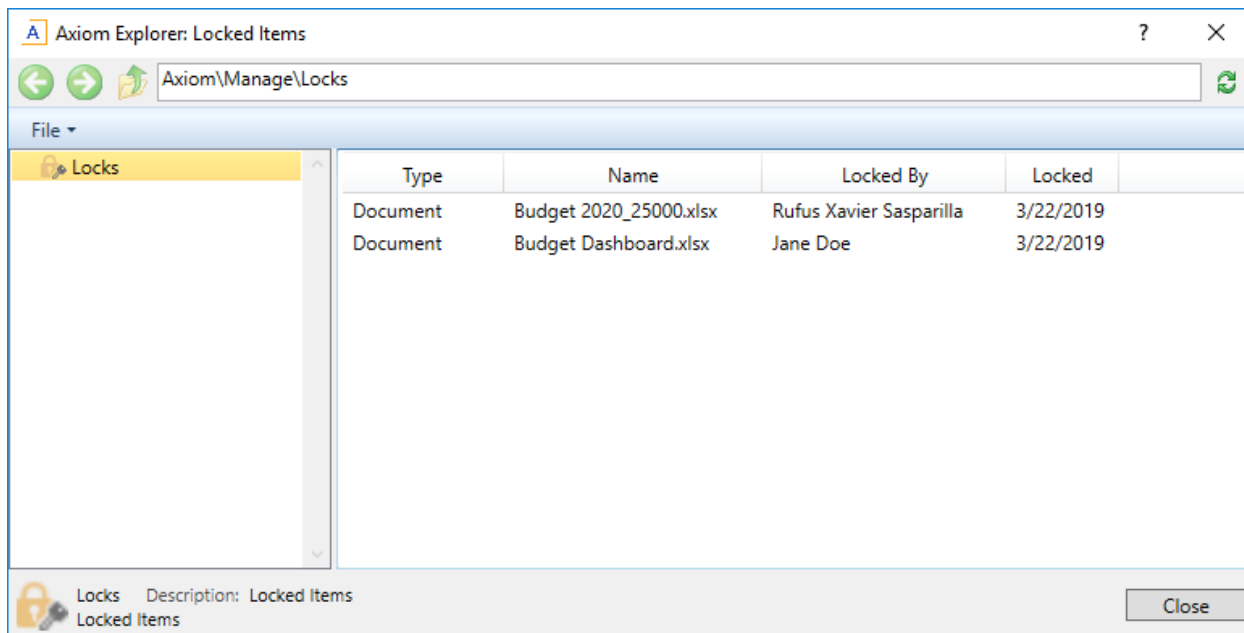 A Axiom Explorer: Locked Items ?
Axiom\Manage\Locks
File
Locks
Type Name Locked By Locked
Document Budget 2020_25000.xlsx Rufus Xavier Sasparilla 3/22/2019
Document Budget Dashboard.xlsx Jane Doe 3/22/2019
Locks Description: Locked Items
Locked Items
Close